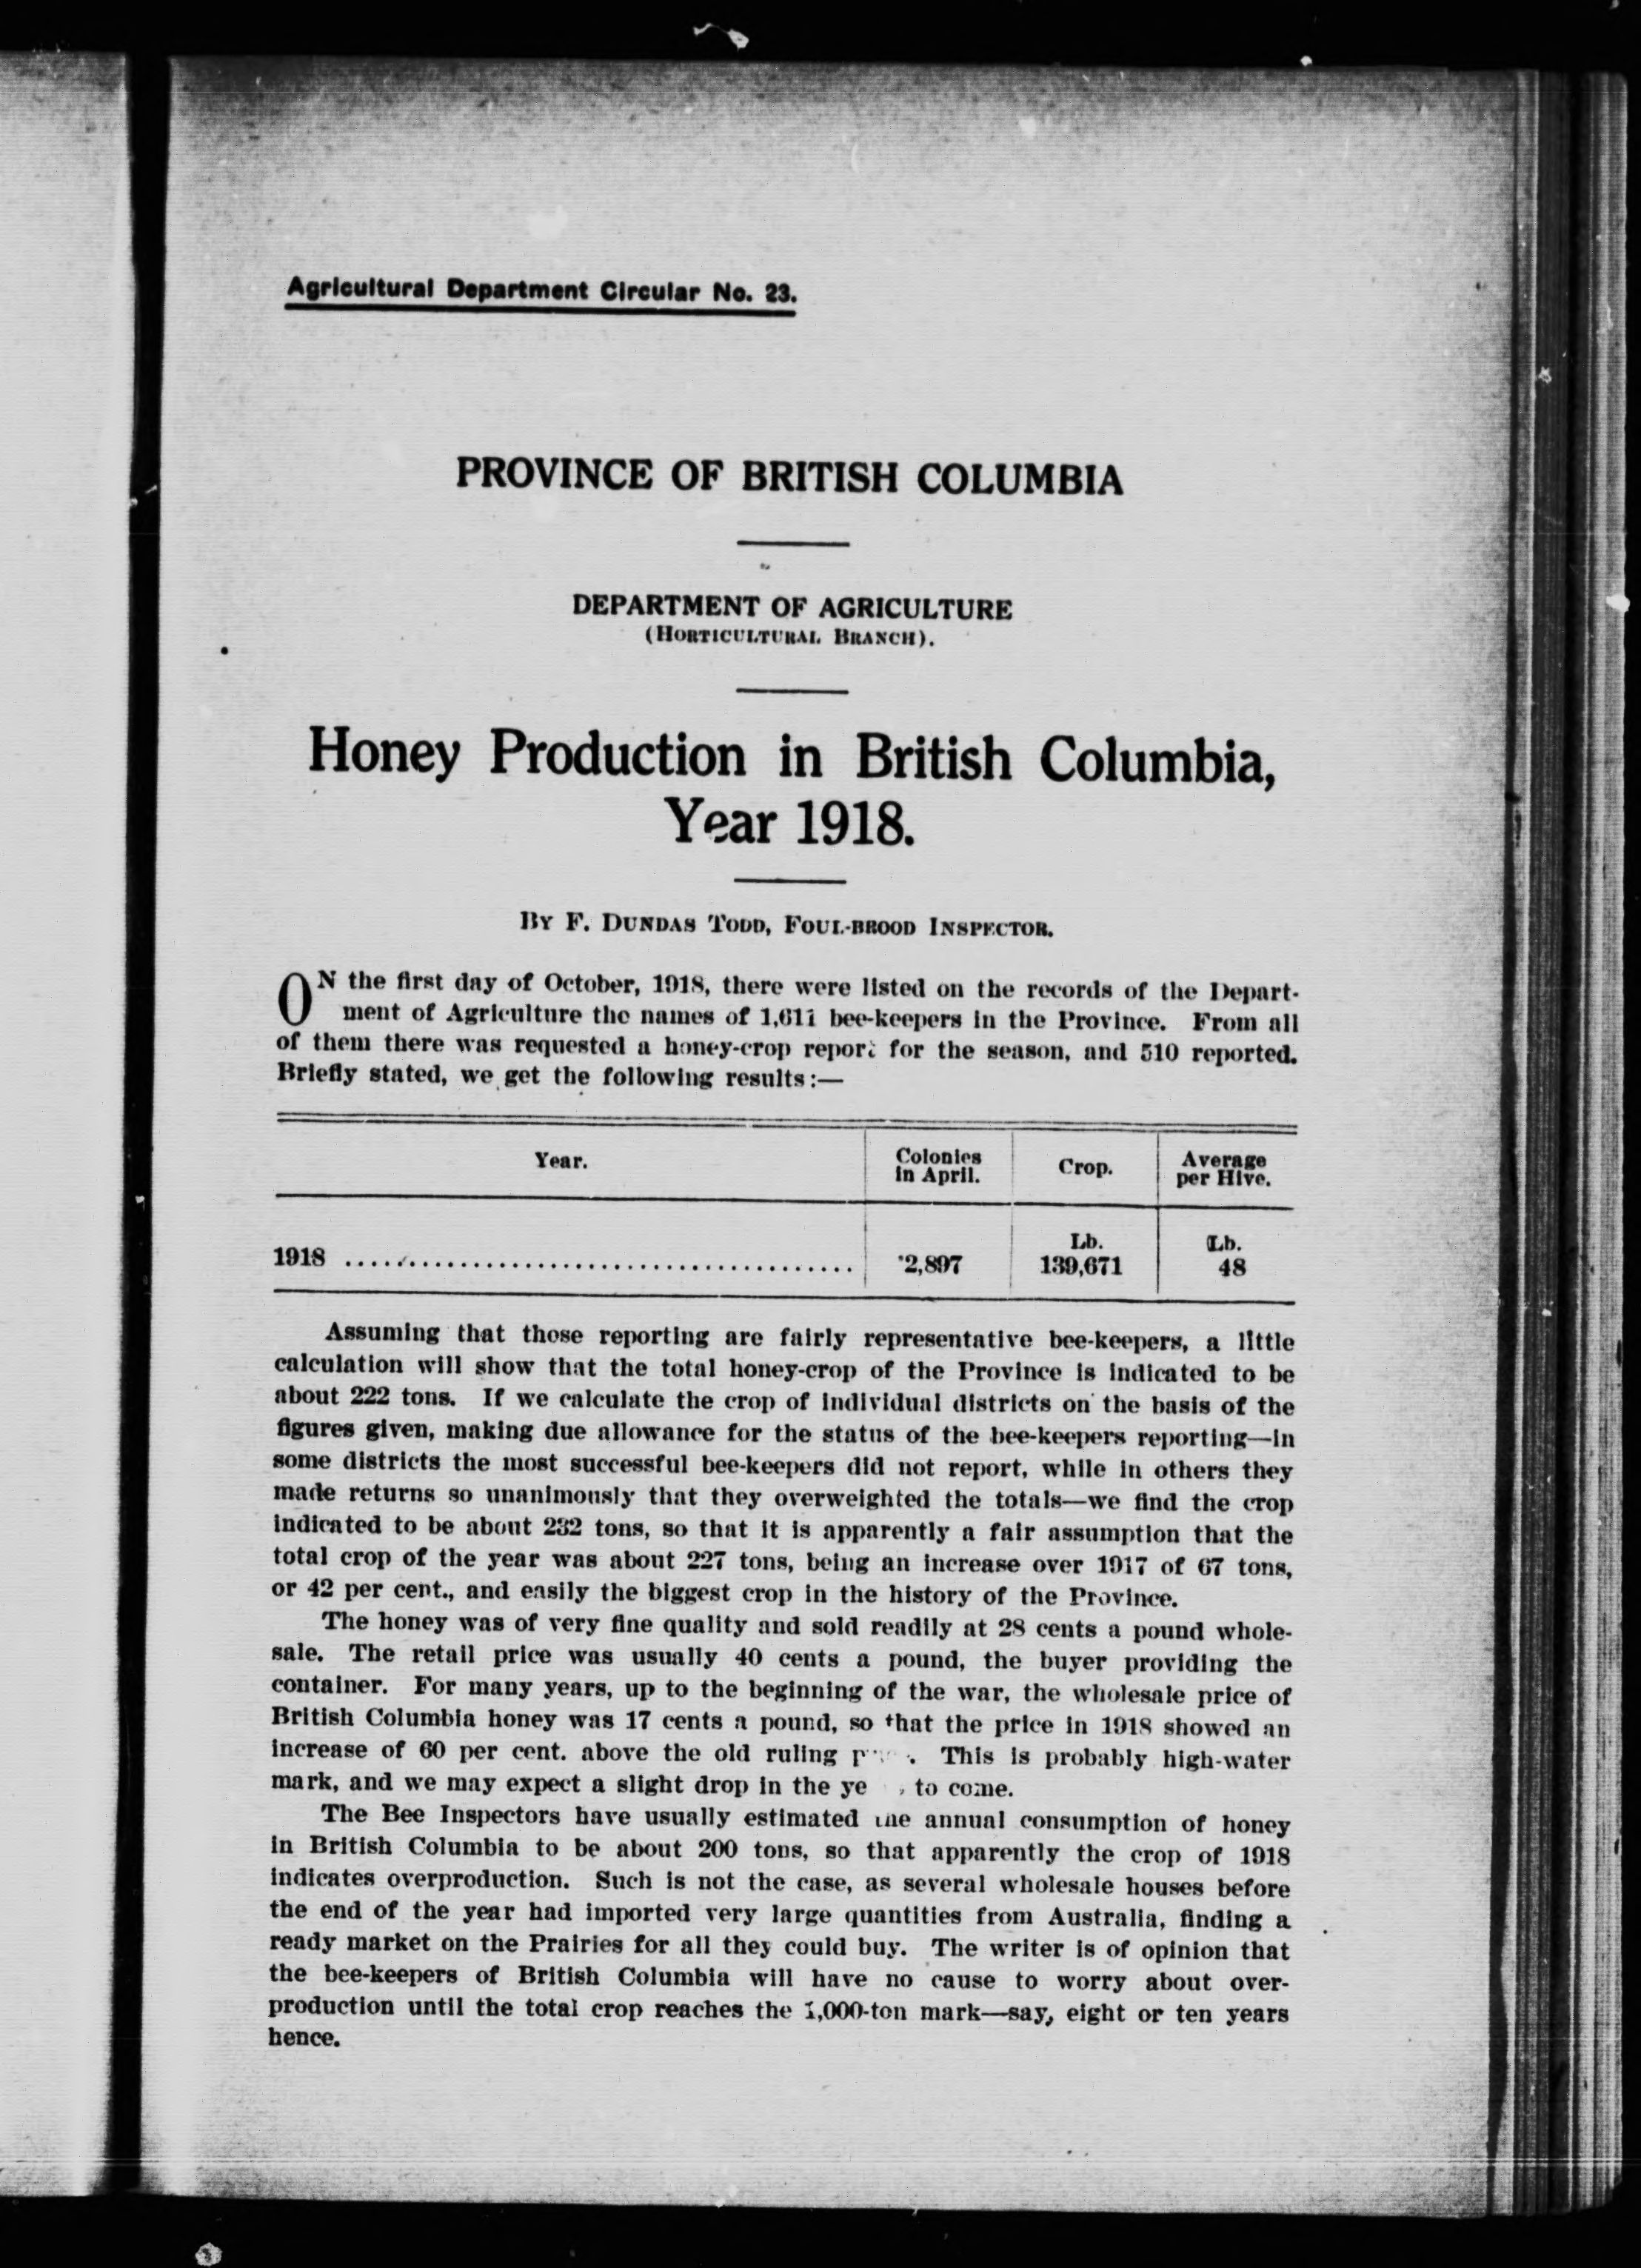 Agricultural Department Circular No. 23.
PROVINCE OF BRITISH COLUMBIA
DEPARTMENT OF AGRICULTURE
(HORTICULTURAL BRANCH).
Honey Production in British Columbia,
Year 1918.
BY F. DUNDAS TODD, FOUL-BROOD INSPECTOR.
ON the first day of October, 1918, there were listed on the records of the Depart-
ment of Agriculture the names of 1,611 bee-keepers in the Province. From all
of them there was requested a honey-crop report for the season, and 510 reported.
Briefly stated, we get the following results:—
Year. Colonies in April. Crop. Average per Hive.
Lb. Lb.
1918 ........................................ 2,897 139,671 48
Assuming that those reporting are fairly representative bee-keepers, a little
calculation will show that the total honey-crop of the Province is indicated to be
about 222 tons. If we calculate the crop of individual districts on the basis of the
figures given, making due allowance for the status of the bee-keepers reporting—in
some districts the most successful bee-keepers did not report, while in others they
made returns so unanimously that they overweighted the totals—we find the crop
indicated to be about 232 tons, so that it is apparently a fair assumption that the
total crop of the year was about 227 tons, being an increase over 1917 of 67 tons,
or 42 per cent., and easily the biggest crop in the history of the Province.
The honey was of very fine quality and sold readily at 28 cents a pound whole-
sale. The retail price was usually 40 cents a pound, the buyer providing the
container. For many years, up to the beginning of the war, the wholesale price of
British Columbia honey was 17 cents a pound, so that the price in 1918 showed an
increase of 60 per cent. above the old ruling . This is probably high-water
mark, and we may expect a slight drop in the to come.
The Bee Inspectors have usually estimated the annual consumption of honey
in British Columbia to be about 200 tons, so that apparently the crop of 1918
indicates overproduction. Such is not the case, as several wholesale houses before
the end of the year had imported very large quantities from Australia, finding a
ready market on the Prairies for all they could buy. The writer is of opinion that
the bee-keepers of British Columbia will have no cause to worry about over-
production until the total crop reaches the 1,000-ton mark—say, eight or ten years
hence.